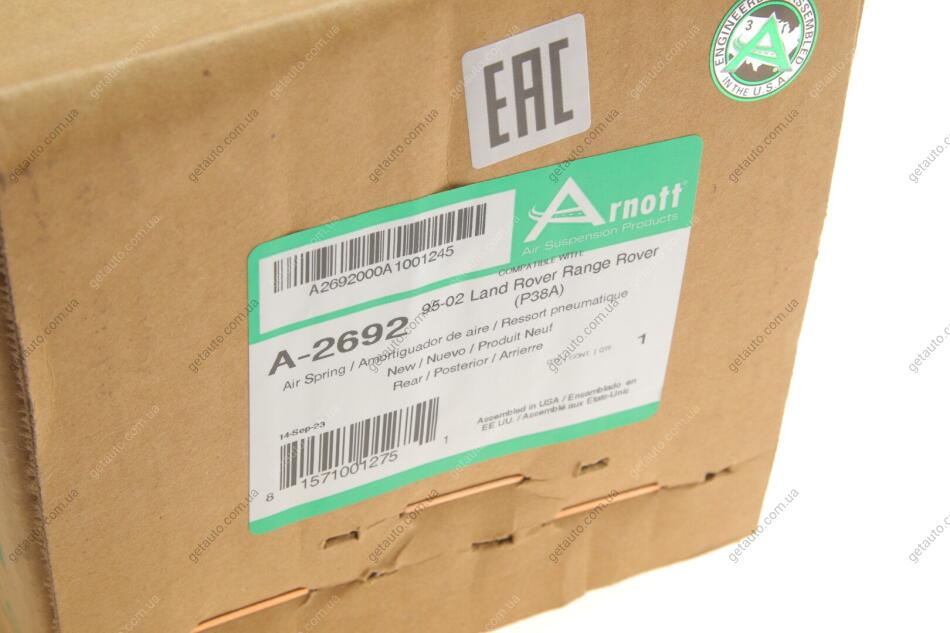 ENGINEERED & ASSEMBLED
3
A
IN THE U.S.A.
EAC
Arnott®
Air Suspension Products
A2692000A1001245
COMPATIBLE WITH:
A-2692 95-02 Land Rover Range Rover
(P38A)
Air Spring / Amortiguador de aire / Ressort pneumatique
New / Nuevo / Produit Neuf
Rear / Posterior / Arrierre
1
14-Sep-23
8 1571001275 1
Assembled in USA / Ensamblado en
EE UU. / Assemblé aux Etats-Unis
getauto.com.ua